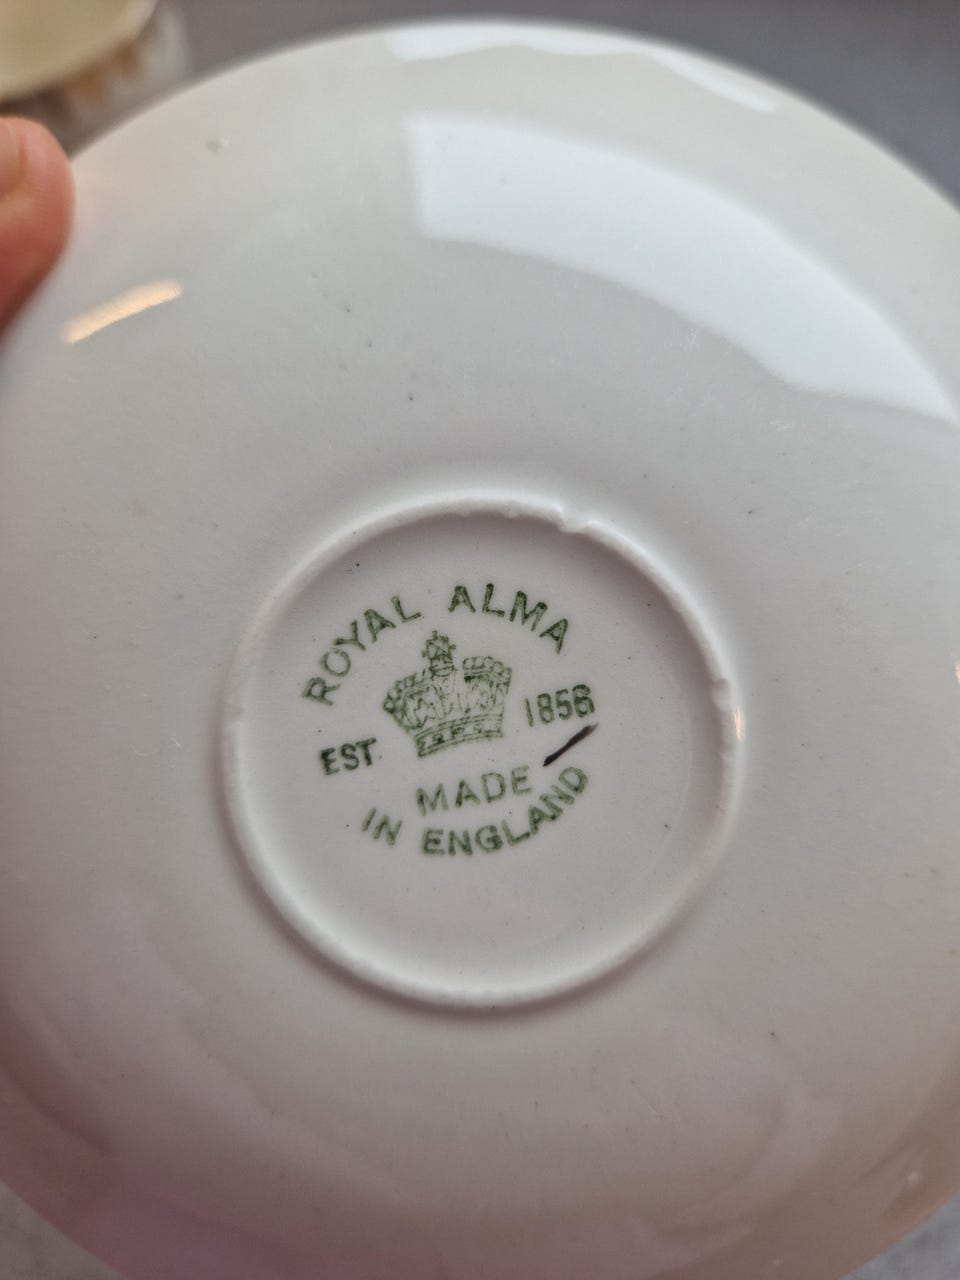 ROYAL ALMA
EST. 1856
MADE
IN ENGLAND